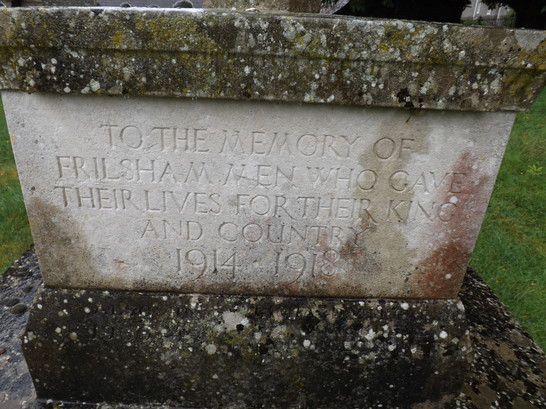 TO THE MEMORY OF
FRILSHAM MEN WHO GAVE
THEIR LIVES FOR THEIR KING
AND COUNTRY
1914 - 1918